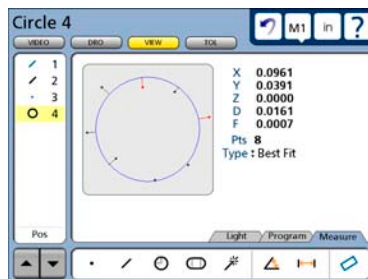 Circle 4
M1 in ?
VIDEO DRO VIEW TOL
1
2
3
4
X 0.0961
Y 0.0391
Z 0.0000
D 0.0161
F 0.0007
Pts 8
Type : Best Fit
Pos
Light Program Measure